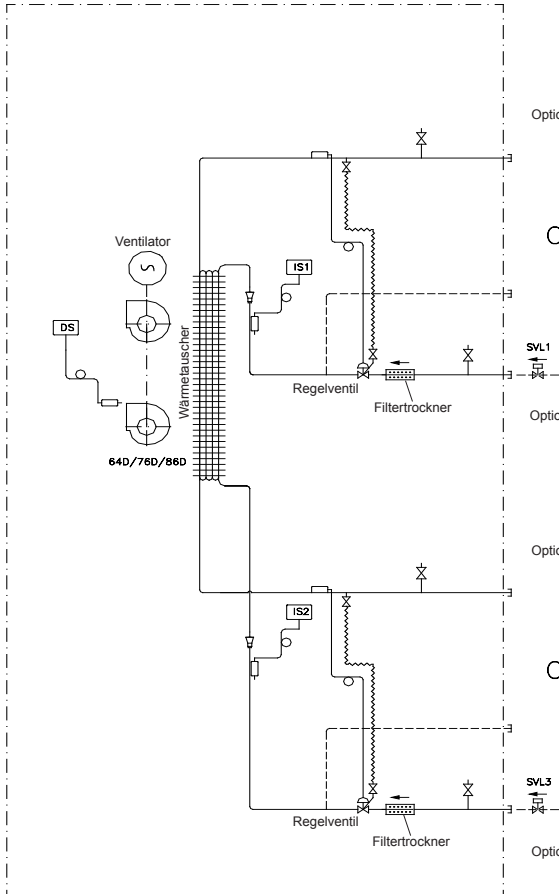 Optio
Ventilator
IS1
DS
Wärmetauscher
SVL1
Regelventil
Filtertrockner
Optio
64D/76D/86D
Optio
IS2
SVL3
Regelventil
Filtertrockner
Optio